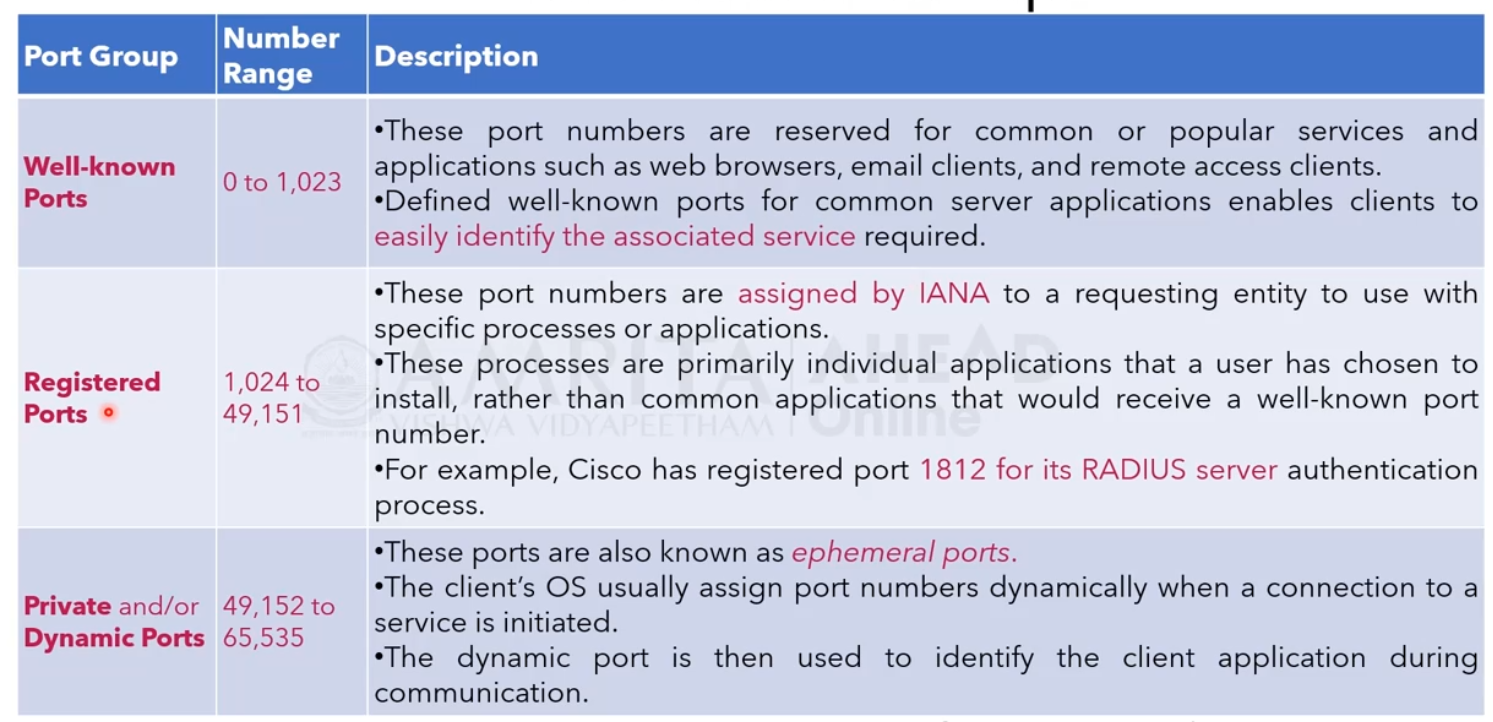 Port Group
Number
Range
Description
Well-known
Ports
0 to 1,023
•These port numbers are reserved for common or popular services and
applications such as web browsers, email clients, and remote access clients.
•Defined well-known ports for common server applications enables clients to
easily identify the associated service required.
Registered
Ports
1,024 to
49,151
•These port numbers are assigned by IANA to a requesting entity to use with
specific processes or applications.
•These processes are primarily individual applications that a user has chosen to
install, rather than common applications that would receive a well-known port
number.
•For example, Cisco has registered port 1812 for its RADIUS server authentication
process.
AMRITA
VISHWA VIDYAPEETHAM
AHEAD
Online
Private and/or
Dynamic Ports
49,152 to
65,535
•These ports are also known as ephemeral ports.
•The client's OS usually assign port numbers dynamically when a connection to a
service is initiated.
•The dynamic port is then used to identify the client application during
communication.